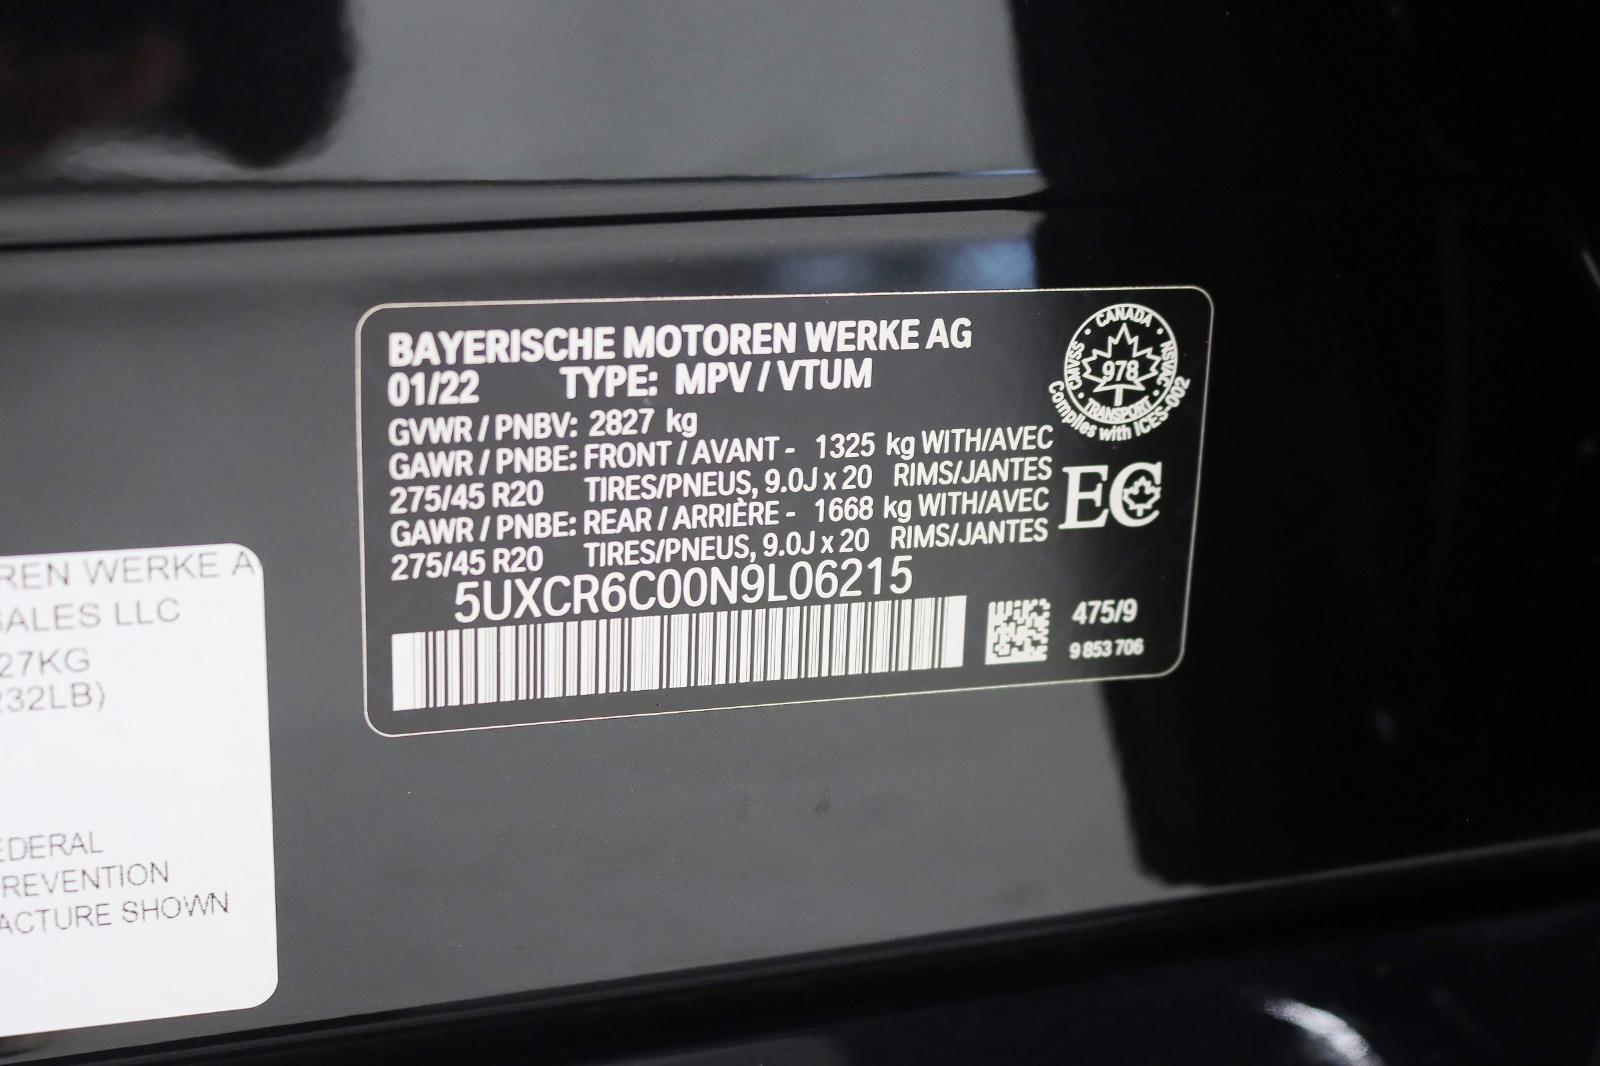 BAYERISCHE MOTOREN WERKE AG
01/22 TYPE: MPV / VTUM
GVWR / PNBV: 2827 kg
GAWR / PNBE: FRONT / AVANT - 1325 kg WITH/AVEC
275/45 R20 TIRES/PNEUS, 9.0J x 20 RIMS/JANTES
GAWR / PNBE: REAR / ARRIÈRE - 1668 kg WITH/AVEC
275/45 R20 TIRES/PNEUS, 9.0J x 20 RIMS/JANTES
5UXCR6C00N9L06215
CANADA
CMVSS
978
NSVAC
TRANSPORT
Complies with ICES-002
EC
475/9
9 853 706
REN WERKE A
SALES LLC
27KG
232LB)
EDERAL
REVENTION
ACTURE SHOWN